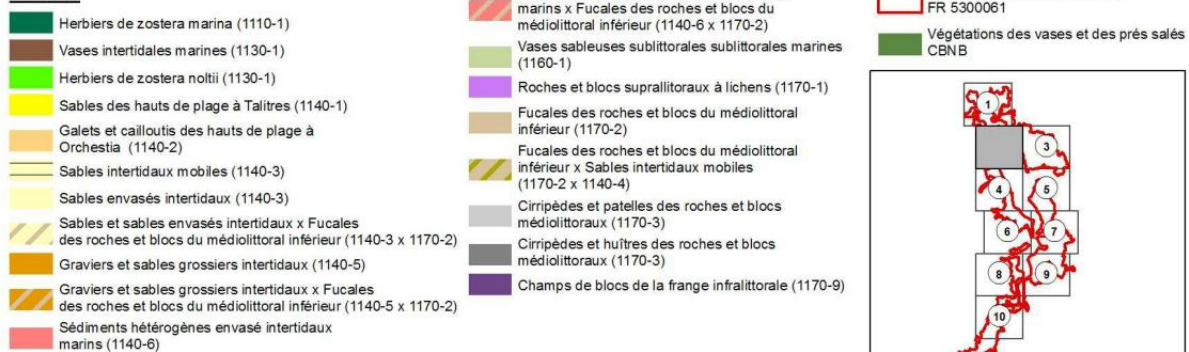 Herbiers de zostera marina (1110-1)
Vases intertidales marines (1130-1)
Herbiers de zostera noltii (1130-1)
Sables des hauts de plage à Talitres (1140-1)
Galets et cailloutis des hauts de plage à
Orchestia (1140-2)
Sables intertidaux mobiles (1140-3)
Sables envasés intertidaux (1140-3)
Sables et sables envasés intertidaux x Fucales
des roches et blocs du médiolittoral inférieur (1140-3 x 1170-2)
Graviers et sables grossiers intertidaux (1140-5)
Graviers et sables grossiers intertidaux x Fucales
des roches et blocs du médiolittoral inférieur (1140-5 x 1170-2)
Sédiments hétérogènes envasé intertidaux
marins (1140-6)
marins x Fucales des roches et blocs du
médiolittoral inférieur (1140-6 x 1170-2)
Vases sableuses sublittorales sublittorales marines
(1160-1)
Roches et blocs supralittoraux à lichens (1170-1)
Fucales des roches et blocs du médiolittoral
inférieur (1170-2)
Fucales des roches et blocs du médiolittoral
inférieur x Sables intertidaux mobiles
(1170-2 x 1140-4)
Cirripèdes et patelles des roches et blocs
médiolittoraux (1170-3)
Cirripèdes et huîtres des roches et blocs
médiolittoraux (1170-3)
Champs de blocs de la frange infralittorale (1170-9)
FR 5300061
Végétations des vases et des prés salés
CBNB
1
3
4
5
6
7
8
9
10